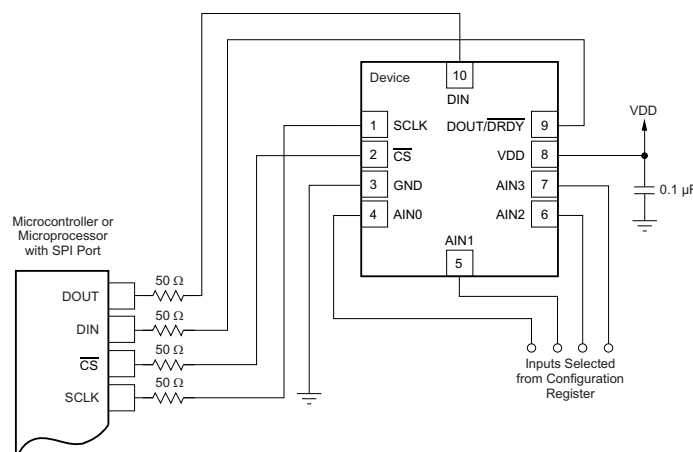 Device
10
DIN
1
SCLK
DOUT/DRDY
9
2
CS
VDD
8
3
GND
AIN3
7
4
AIN0
AIN2
6
AIN1
5
VDD
0.1 µF
Microcontroller or
Microprocessor
with SPI Port
DOUT
50 Ω
DIN
50 Ω
CS
50 Ω
SCLK
50 Ω
Inputs Selected
from Configuration
Register